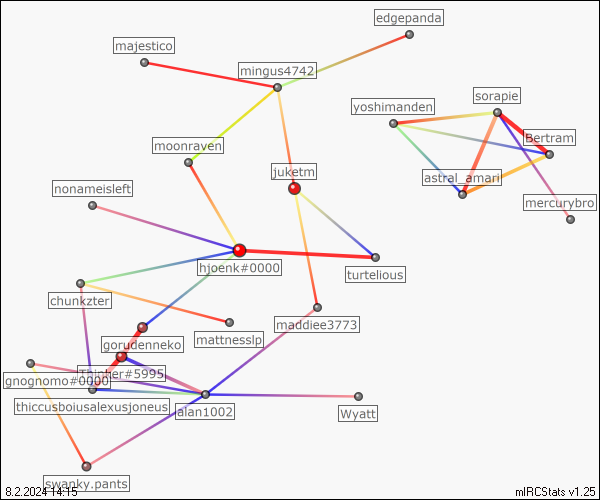 edgepanda
majestico
mingus4742
sorapie
yoshimanden
Bertram
moonraven
juketm
astral_amari
nonameisleft
mercurybro
hjoenk#0000
turtelious
chunkzter
maddiee3773
mattnesslp
gorudenneko
Thinner#5995
gnognomo#0000
thiccusboiusalexusjoneus
alan1002
Wyatt
swanky.pants
8.2.2024 14:15
mIRCStats v1.25